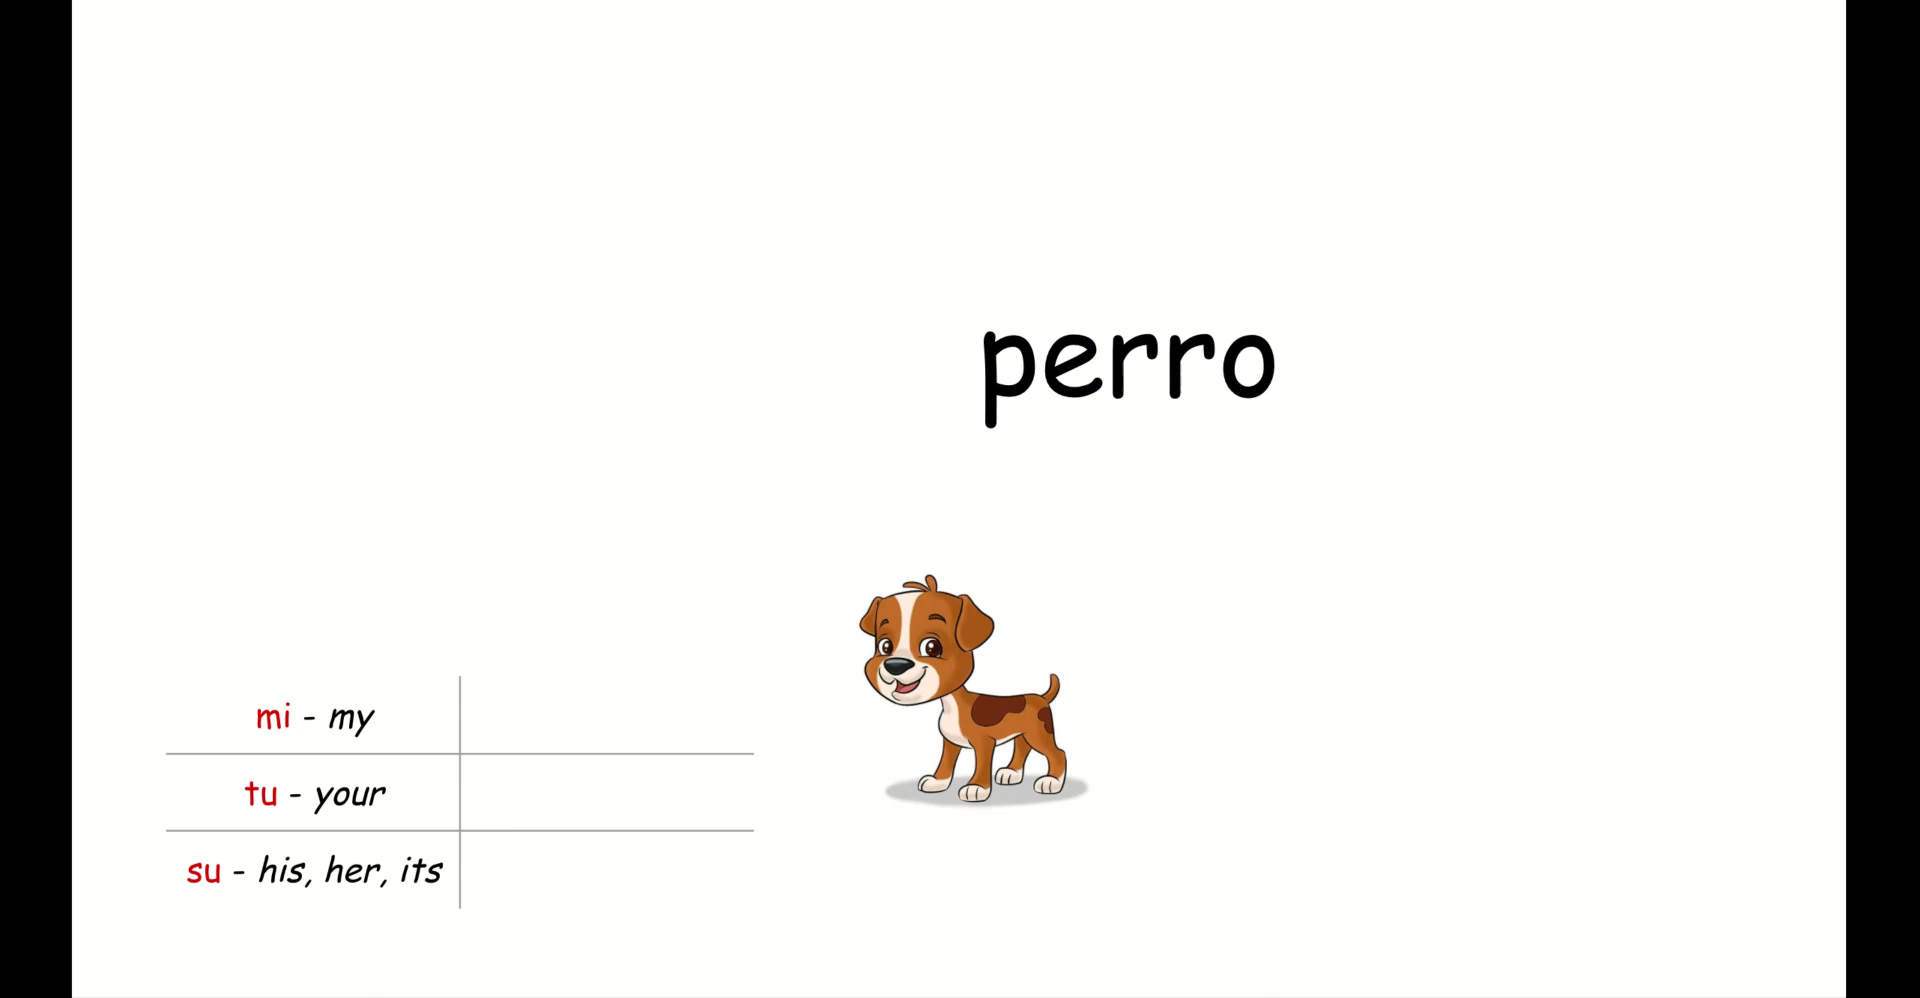 perro
mi - my
tu - your
su - his, her, its